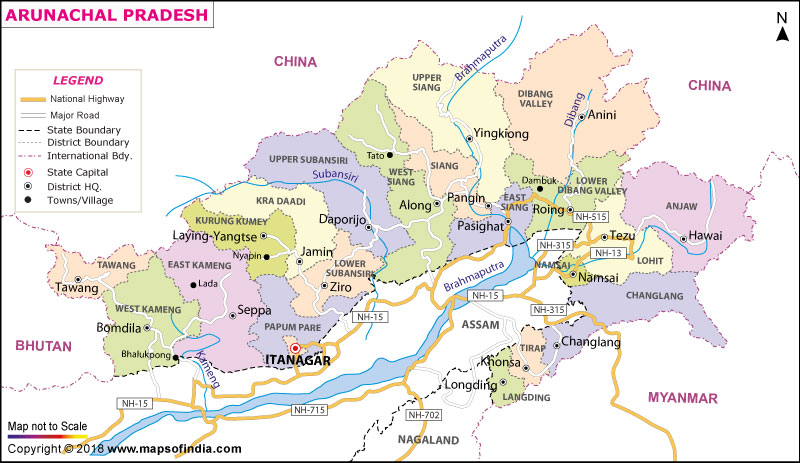 ARUNACHAL PRADESH
N
LEGEND
National Highway
Major Road
State Boundary
District Boundary
International Bdy.
State Capital
District HQ.
Towns/Village
CHINA
CHINA
BHUTAN
MYANMAR
ASSAM
NAGALAND
UPPER
SIANG
Brahmaputra
DIBANG
VALLEY
Dibang
Anini
Yingkiong
UPPER SUBANSIRI
Subansiri
Tato
WEST
SIANG
SIANG
Dambuk
LOWER
DIBANG VALLEY
KRA DAADI
Along
Pangin
EAST
SIANG
Roing
NH-515
ANJAW
KURUNG KUMEY
Daporijo
Pasighat
Laying-Yangtse
Tezu
Hawai
NH-315
NH-13
Nyapin
Jamin
LOWER
SUBANSIRI
LOHIT
TAWANG
Tawang
EAST KAMENG
Lada
Ziro
Brahmaputra
NAMSAI
Namsai
CHANGLANG
WEST KAMENG
Seppa
NH-15
NH-15
NH-315
Bomdila
PAPUM PARE
Bhalukpong
ITANAGAR
Kameng
TIRAP
Changlang
Khonsa
Longding
LANGDING
NH-15
NH-715
NH-702
Map not to Scale
Copyright © 2018 www.mapsofindia.com